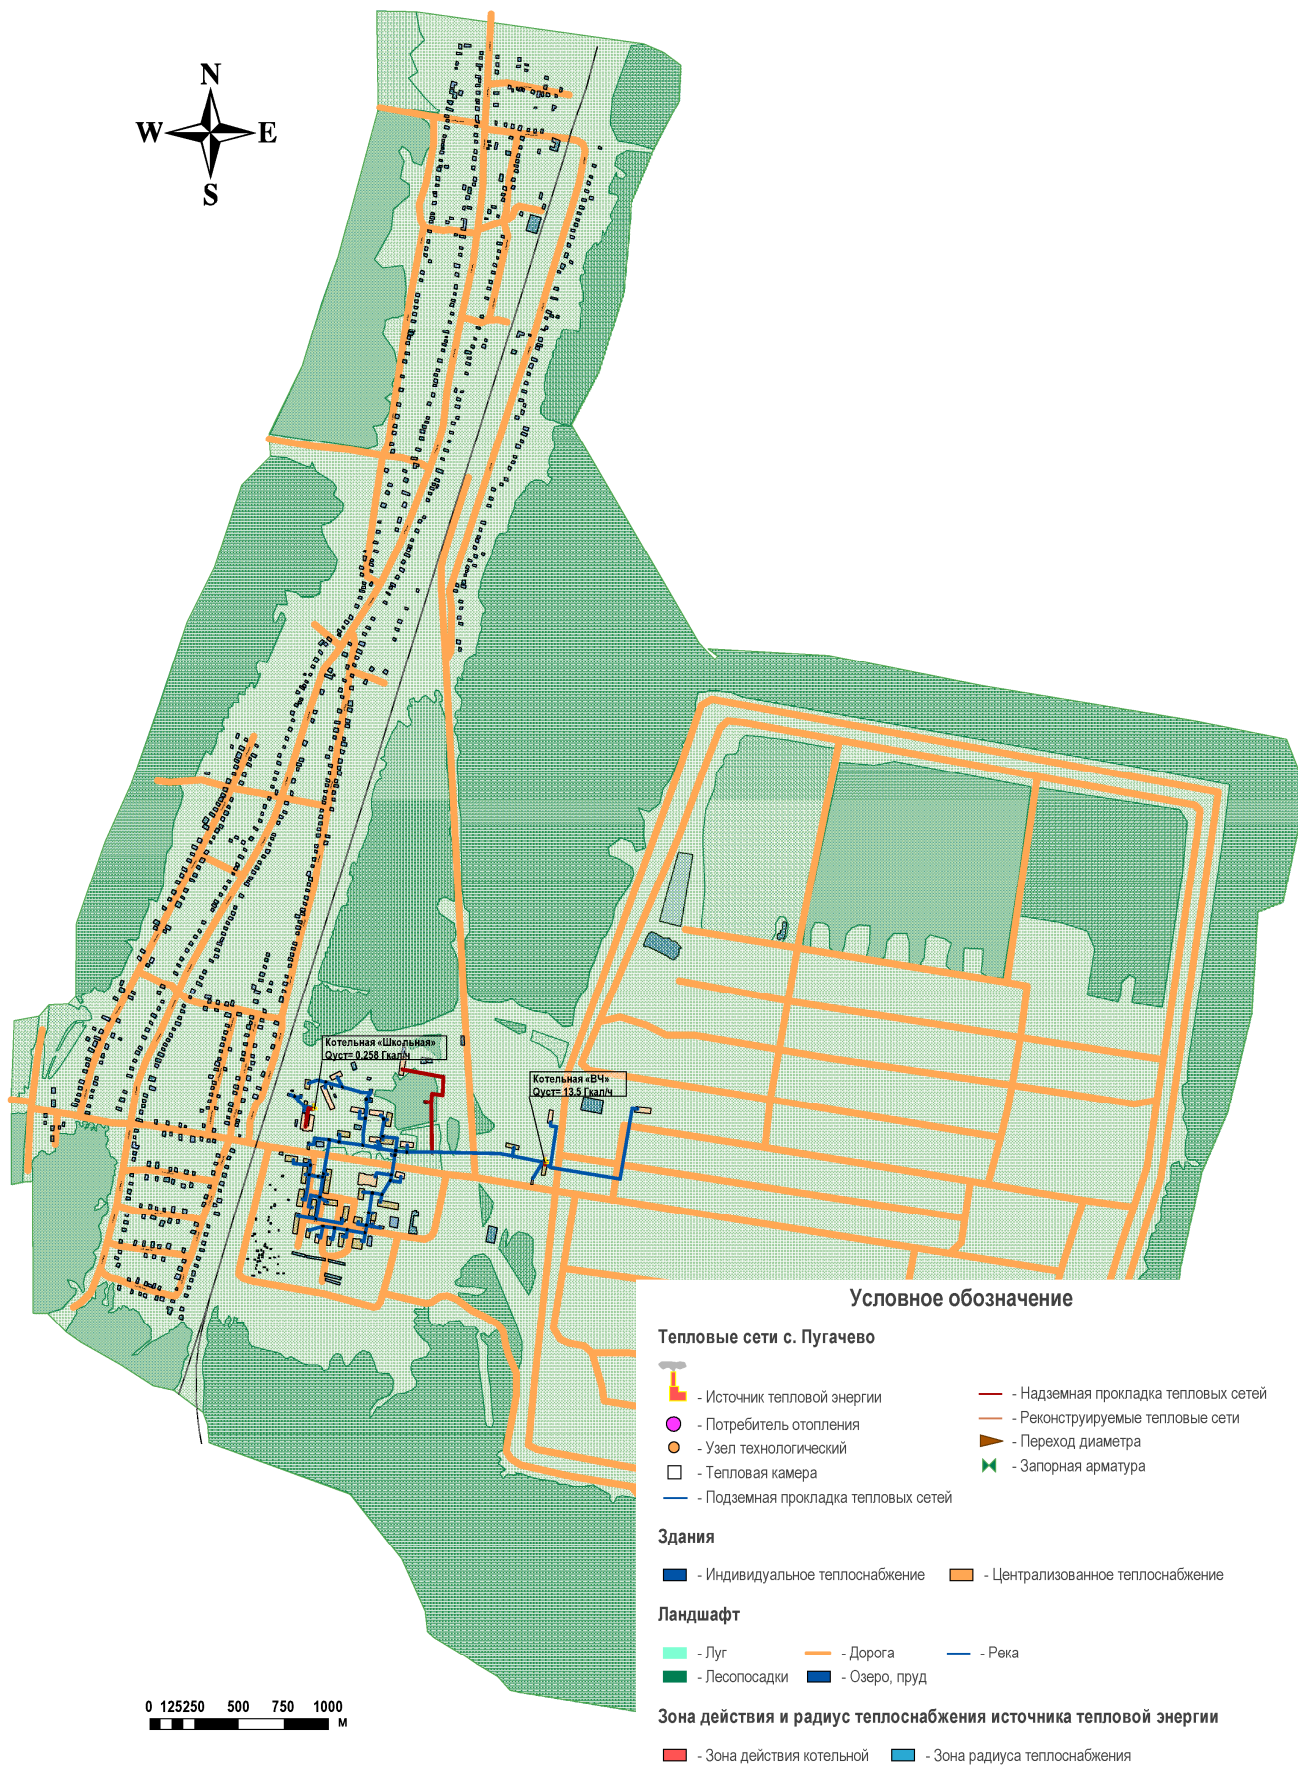 N
W E
S
Котельная «Школьная»
Qуст= 0,258 Гкал/ч
Котельная «ВЧ»
Qуст= 13,5 Гкал/ч
Условное обозначение
Тепловые сети с. Пугачево
- Источник тепловой энергии
- Потребитель отопления
- Узел технологический
- Тепловая камера
- Подземная прокладка тепловых сетей
- Надземная прокладка тепловых сетей
- Реконструируемые тепловые сети
- Переход диаметра
- Запорная арматура
Здания
- Индивидуальное теплоснабжение - Централизованное теплоснабжение
Ландшафт
- Луг - Дорога - Река
- Лесопосадки - Озеро, пруд
Зона действия и радиус теплоснабжения источника тепловой энергии
- Зона действия котельной - Зона радиуса теплоснабжения
0 125250 500 750 1000
м